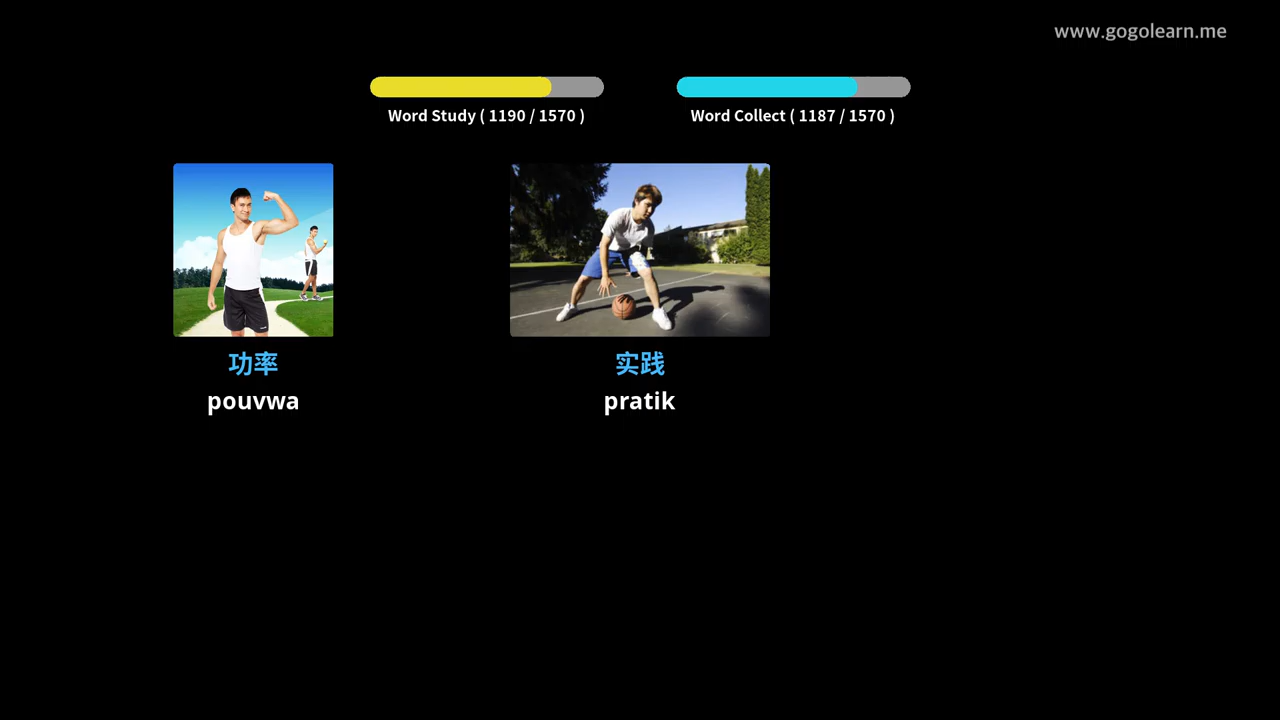 www.gogolearn.me
Word Study ( 1190 / 1570 )
Word Collect ( 1187 / 1570 )
功率
pouvwa
实践
pratik